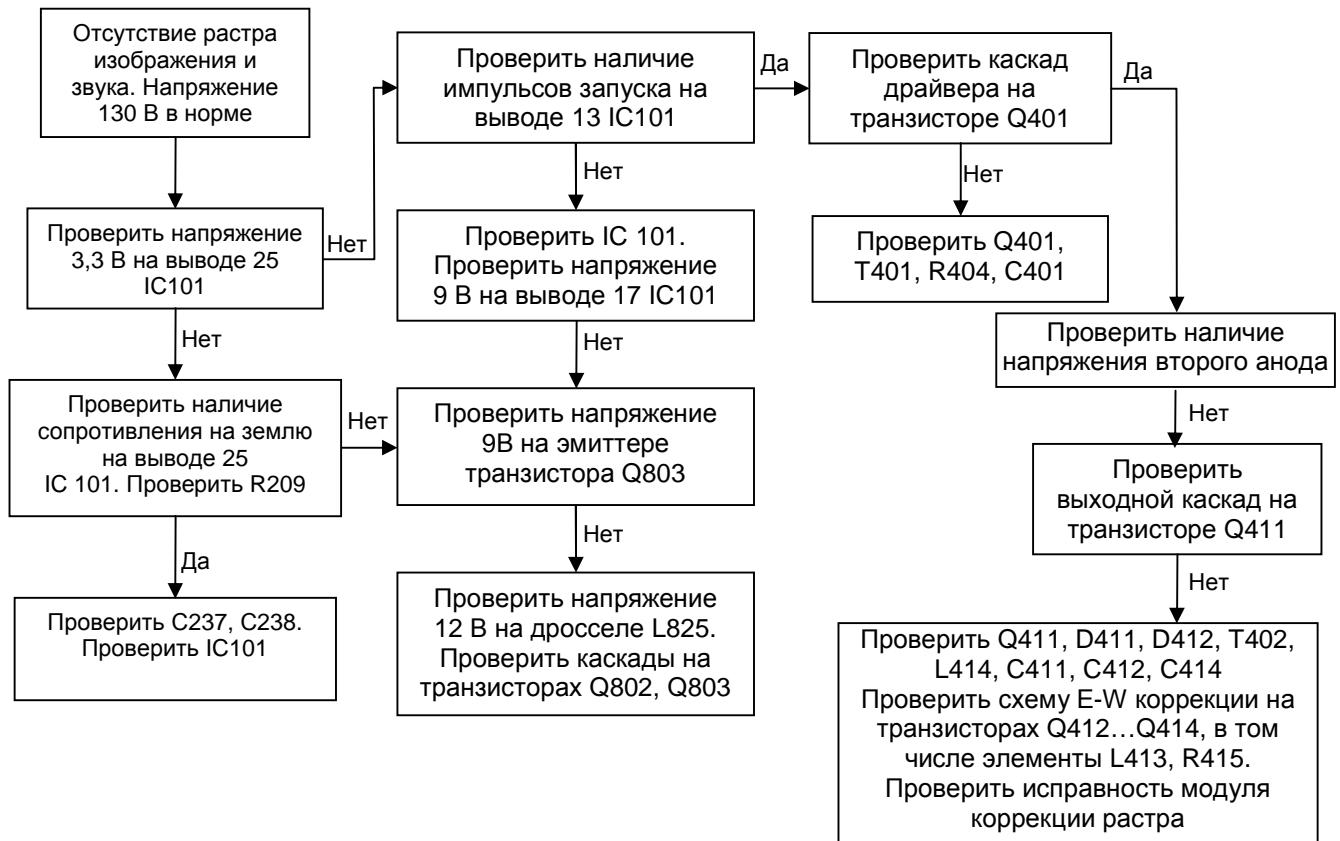 Отсутствие растра
изображения и
звука. Напряжение
130 В в норме
Проверить напряжение
3,3 В на выводе 25
IC101
Нет
Нет
Проверить наличие
сопротивления на землю
на выводе 25
IC 101. Проверить R209
Нет
Да
Проверить C237, C238.
Проверить IC101
Проверить наличие
импульсов запуска на
выводе 13 IC101
Да
Нет
Проверить IC 101.
Проверить напряжение
9 В на выводе 17 IC101
Нет
Проверить напряжение
9В на эмиттере
транзистора Q803
Нет
Проверить напряжение
12 В на дросселе L825.
Проверить каскады на
транзисторах Q802, Q803
Проверить каскад
драйвера на
транзисторе Q401
Да
Нет
Проверить Q401,
T401, R404, C401
Проверить наличие
напряжения второго анода
Нет
Проверить
выходной каскад на
транзисторе Q411
Нет
Проверить Q411, D411, D412, T402,
L414, C411, C412, C414
Проверить схему E-W коррекции на
транзисторах Q412...Q414, в том
числе элементы L413, R415.
Проверить исправность модуля
коррекции растра